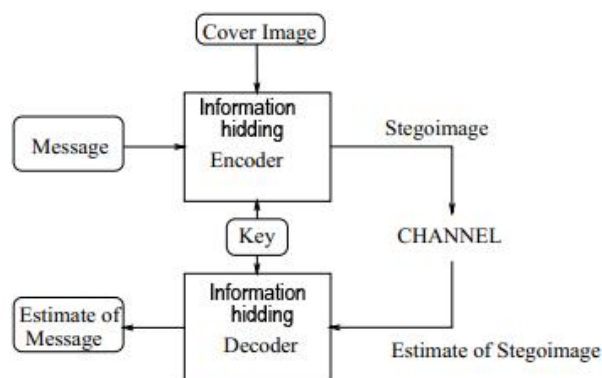 Cover Image
Information
hidding
Encoder
Stegoimage
Message
Key
CHANNEL
Information
hidding
Decoder
Estimate of
Message
Estimate of Stegoimage